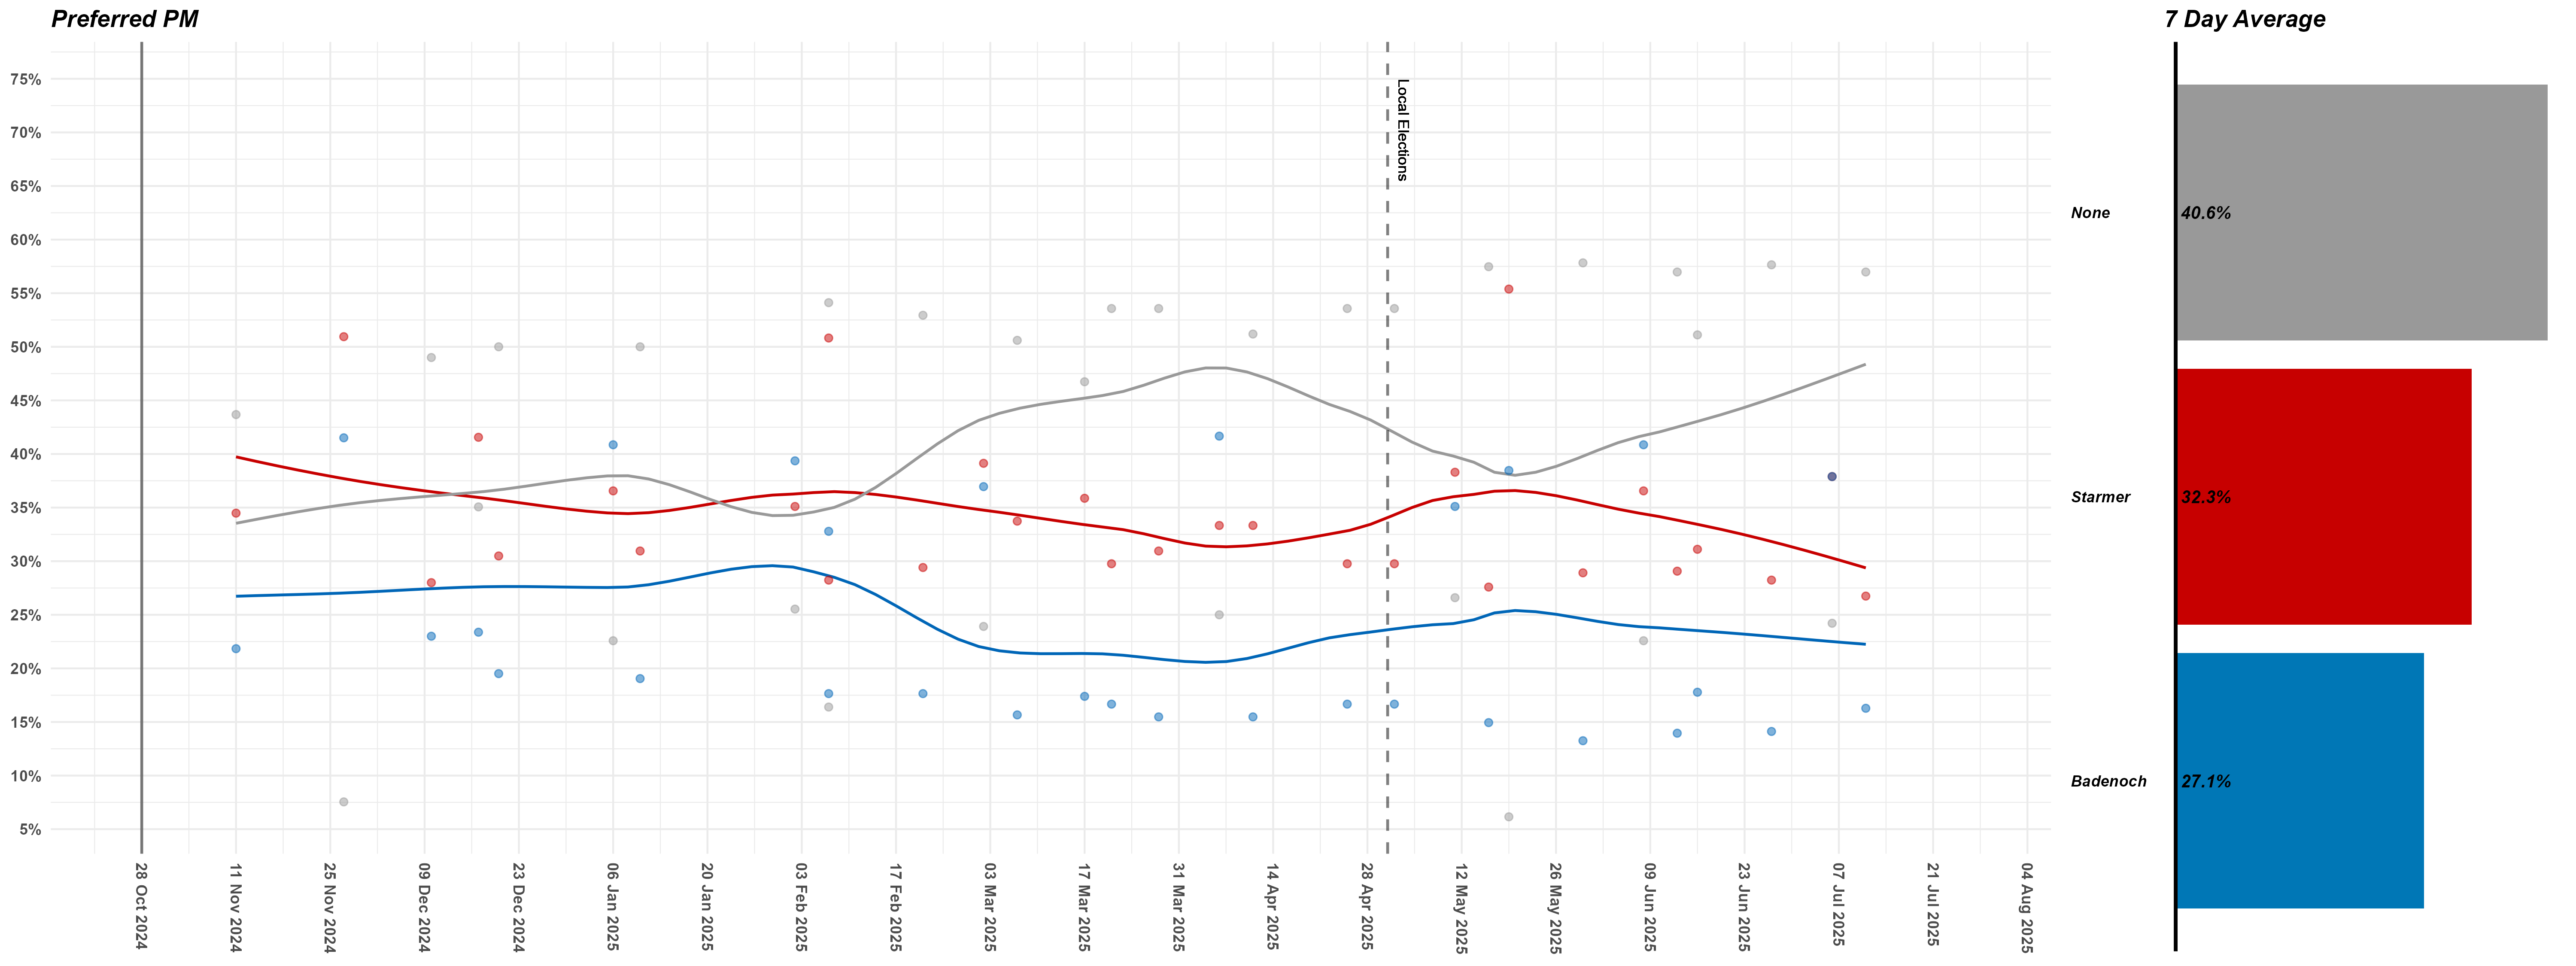 Preferred PM
7 Day Average
75%
70%
65%
60%
55%
50%
45%
40%
35%
30%
25%
20%
15%
10%
5%
Local Elections
28 Oct 2024
11 Nov 2024
25 Nov 2024
09 Dec 2024
23 Dec 2024
06 Jan 2025
20 Jan 2025
03 Feb 2025
17 Feb 2025
03 Mar 2025
17 Mar 2025
31 Mar 2025
14 Apr 2025
28 Apr 2025
12 May 2025
26 May 2025
09 Jun 2025
23 Jun 2025
07 Jul 2025
21 Jul 2025
04 Aug 2025
None
40.6%
Starmer
32.3%
Badenoch
27.1%